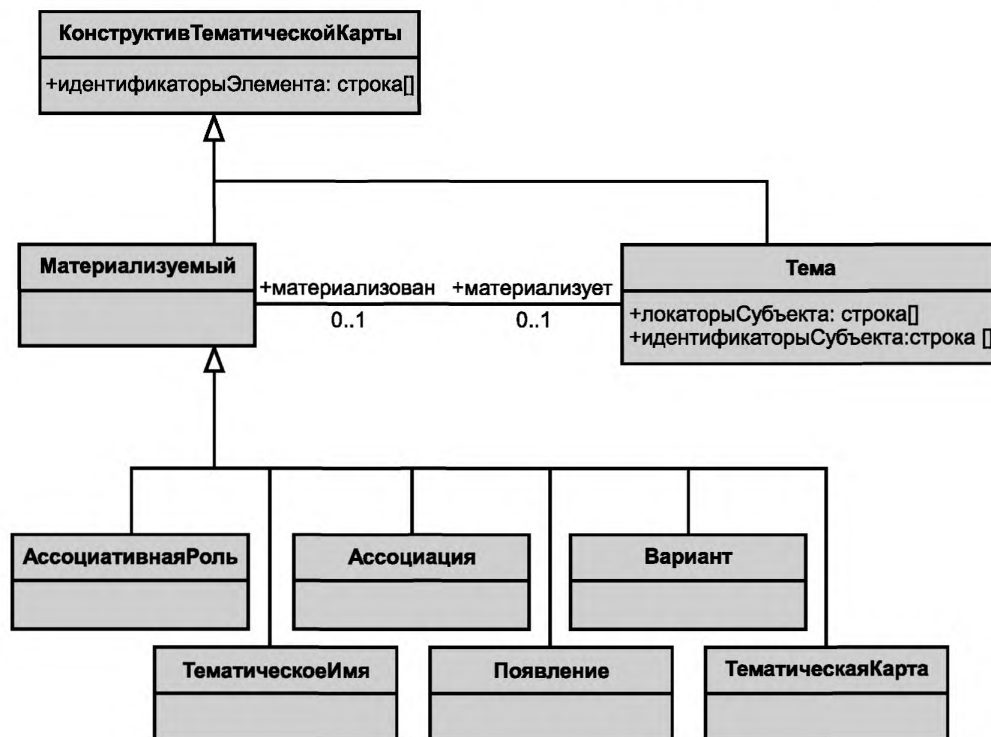 КонструктивТематическойКарты
+идентификаторыЭлемента: строка[]
Материализуемый
+материализован
+материализует
0..1
0..1
Тема
+локаторыСубъекта: строка[]
+идентификаторыСубъекта:строка []
АссоциативнаяРоль
Ассоциация
Вариант
ТематическоеИмя
Появление
ТематическаяКарта